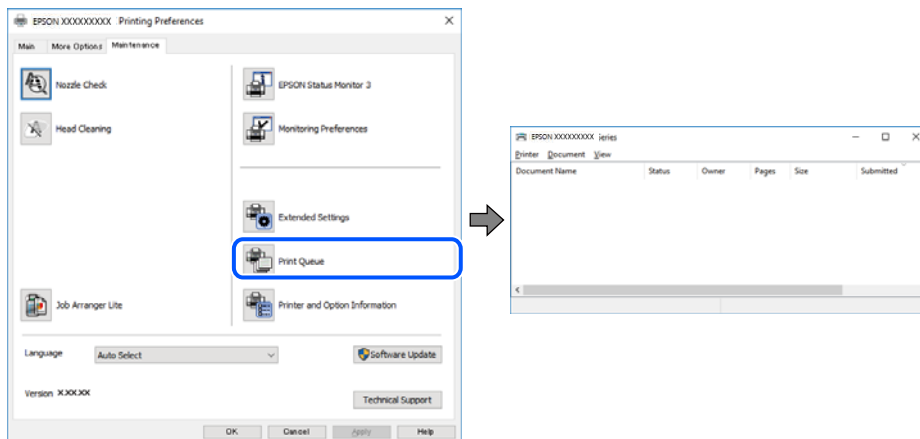 EPSON XXXXXXXXX Printing Preferences
Main More Options Maintenance
Nozzle Check
EPSON Status Monitor 3
Head Cleaning
Monitoring Preferences
Extended Settings
Print Queue
Job Arranger Lite
Printer and Option Information
Language Auto Select Software Update
Version X.XX.XX
Technical Support
OK Cancel Apply Help
EPSON XXXXXXXXX series
Printer Document View
Document Name Status Owner Pages Size Submitted